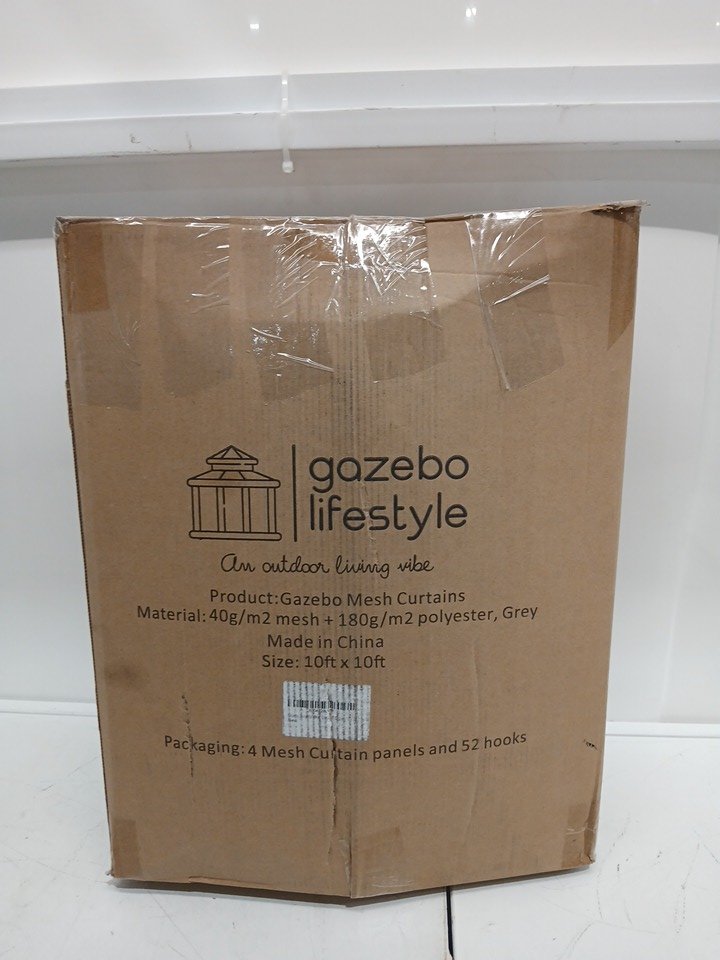 gazebo
lifestyle
An outdoor living vibe
Product:Gazebo Mesh Curtains
Material: 40g/m2 mesh + 180g/m2 polyester, Grey
Made in China
Size: 10ft x 10ft
Packaging: 4 Mesh Curtain panels and 52 hooks